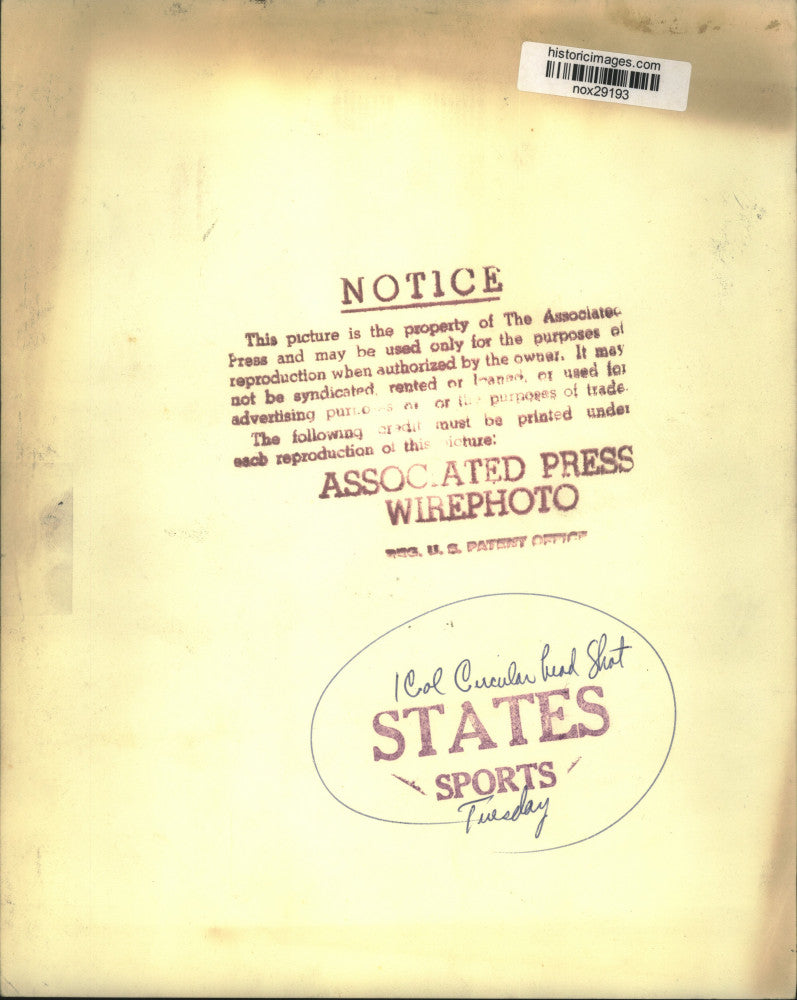 historicimages.com
nox29193
NOTICE
This picture is the property of The Associated
Press and may be used only for the purposes of
reproduction when authorized by the owner. It may
not be syndicated, rented or loaned, or used for
advertising purposes or for the purposes of trade.
The following credit must be printed under
each reproduction of this picture:
ASSOCIATED PRESS
WIREPHOTO
REG. U. S. PATENT OFFICE
1 Col Circular head Shot
STATES
SPORTS
Tuesday